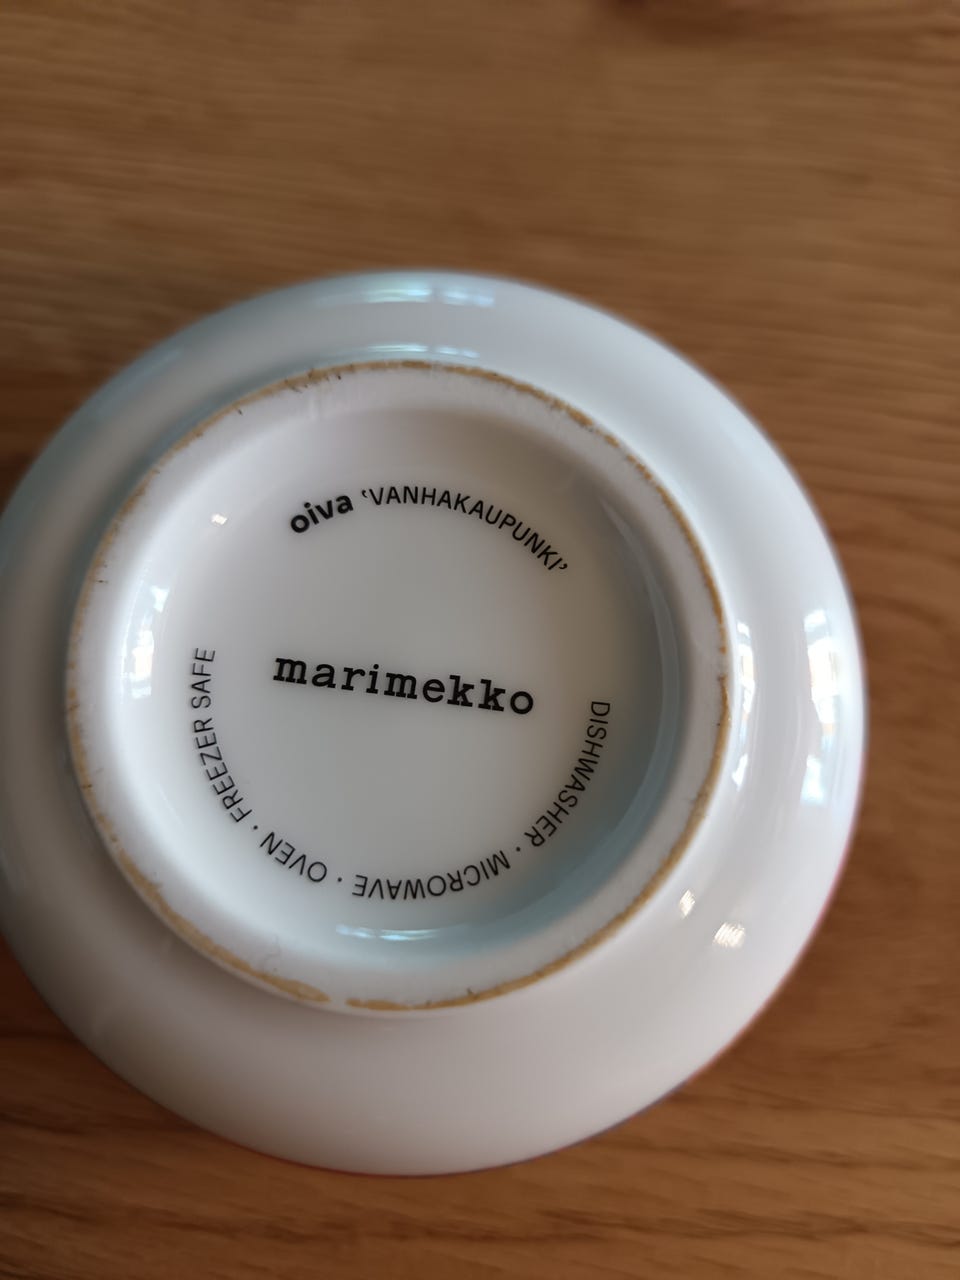 oiva ‘VANHAKAUPUNKI’
marimekko
DISHWASHER · MICROWAVE · OVEN · FREEZER SAFE